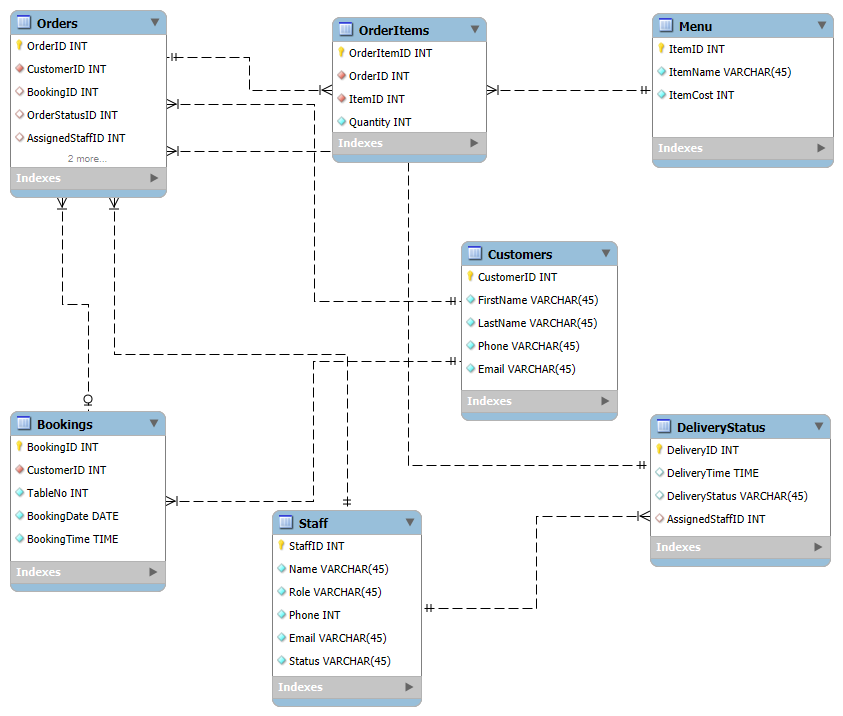 Orders
OrderID INT
CustomerID INT
BookingID INT
OrderStatusID INT
AssignedStaffID INT
2 more...
Indexes
OrderItems
OrderItemID INT
OrderID INT
ItemID INT
Quantity INT
Indexes
Menu
ItemID INT
ItemName VARCHAR(45)
ItemCost INT
Indexes
Customers
CustomerID INT
FirstName VARCHAR(45)
LastName VARCHAR(45)
Phone VARCHAR(45)
Email VARCHAR(45)
Indexes
Bookings
BookingID INT
CustomerID INT
TableNo INT
BookingDate DATE
BookingTime TIME
Indexes
DeliveryStatus
DeliveryID INT
DeliveryTime TIME
DeliveryStatus VARCHAR(45)
AssignedStaffID INT
Indexes
Staff
StaffID INT
Name VARCHAR(45)
Role VARCHAR(45)
Phone INT
Email VARCHAR(45)
Status VARCHAR(45)
Indexes